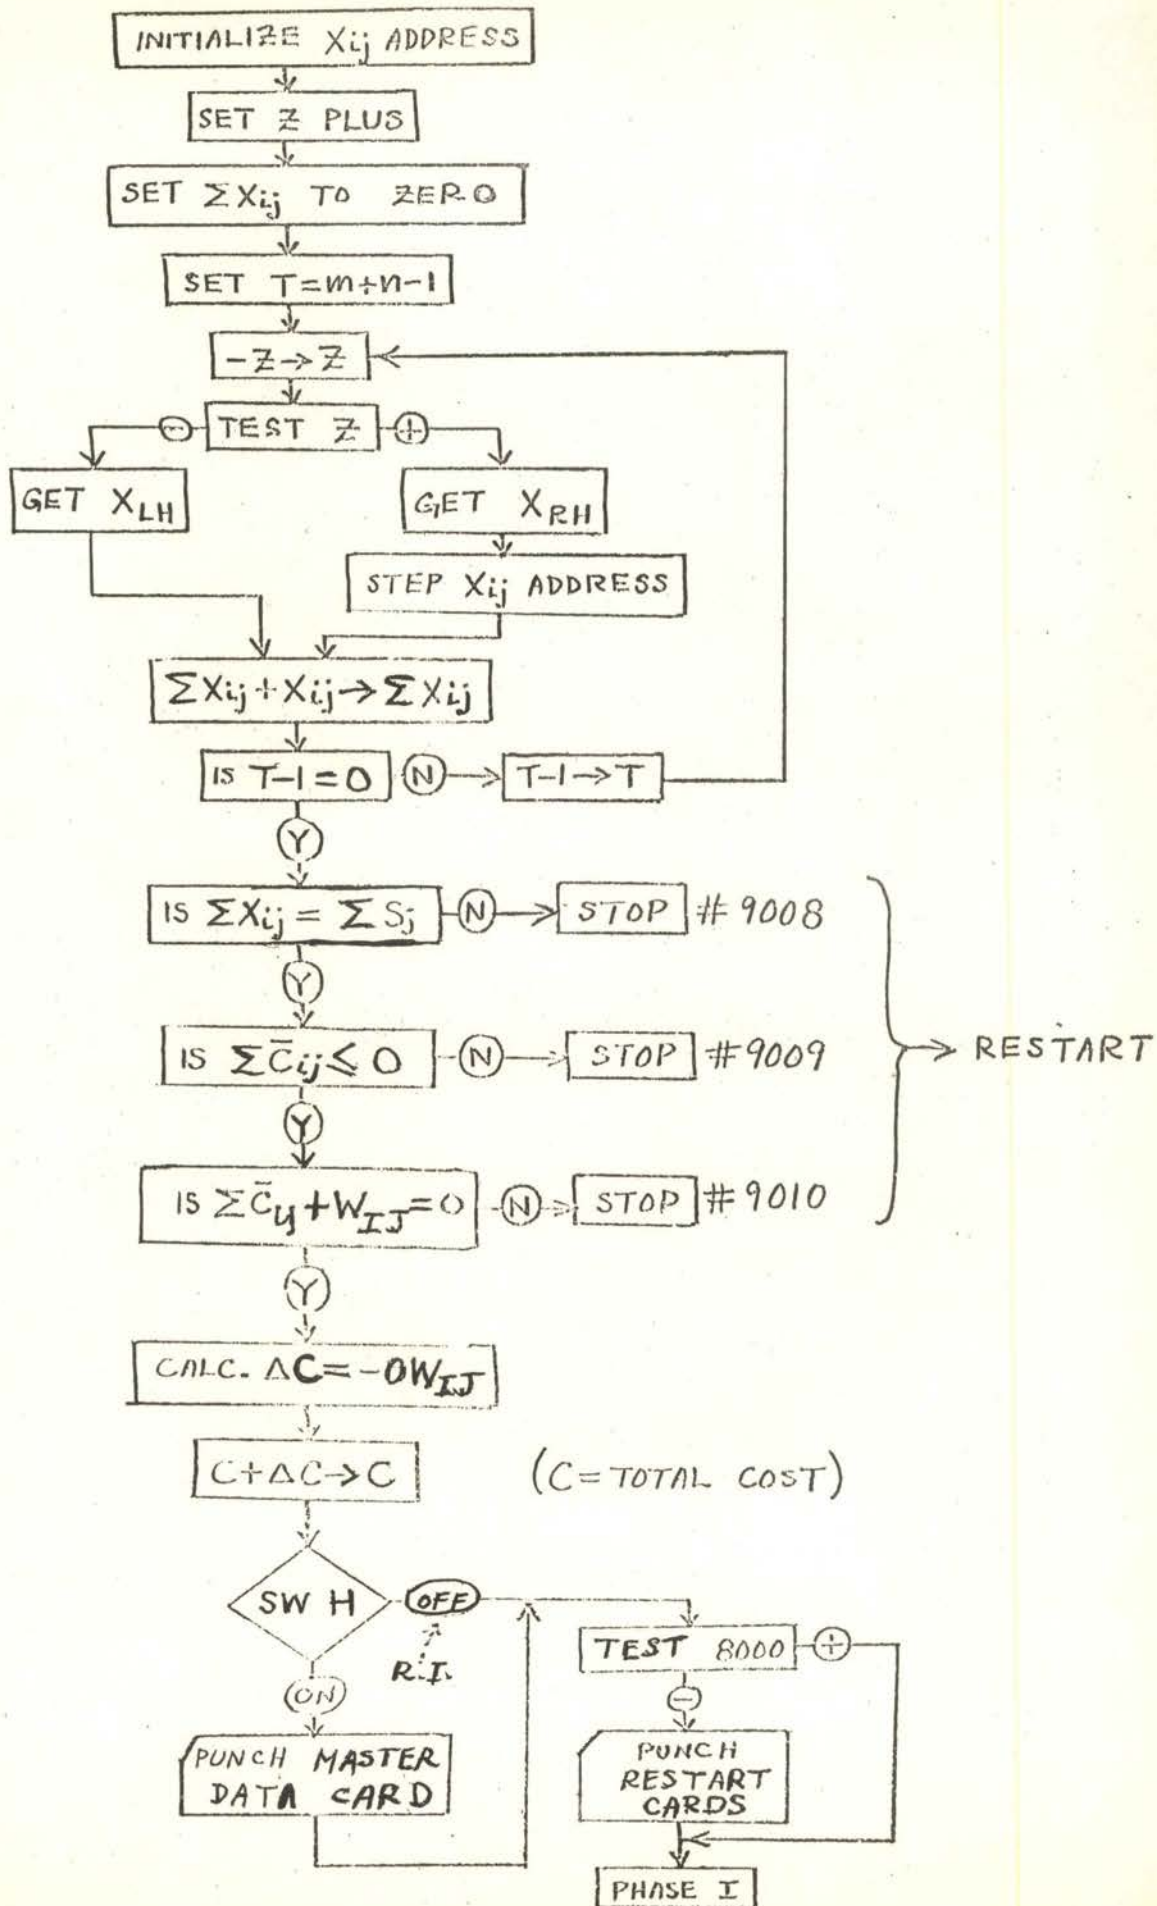 INITIALIZE Xij ADDRESS
SET Z PLUS
SET ΣXij TO ZERO
SET T=m+n-1
-Z→Z
- TEST Z +
GET XLH
GET XRH
STEP Xij ADDRESS
ΣXij+Xij→ΣXij
IS T-1=0 N T-1→T
Y
IS ΣXij = ΣSj N STOP #9008
Y
IS ΣC̄ij≤0 N STOP #9009
RESTART
Y
IS ΣC̄ij+WIJ=0 N STOP #9010
Y
CALC. ΔC=-θWIJ
C+ΔC→C
(C=TOTAL COST)
SW H OFF
R.I.
ON
TEST 8000 +
-
PUNCH MASTER
DATA CARD
PUNCH
RESTART
CARDS
PHASE I